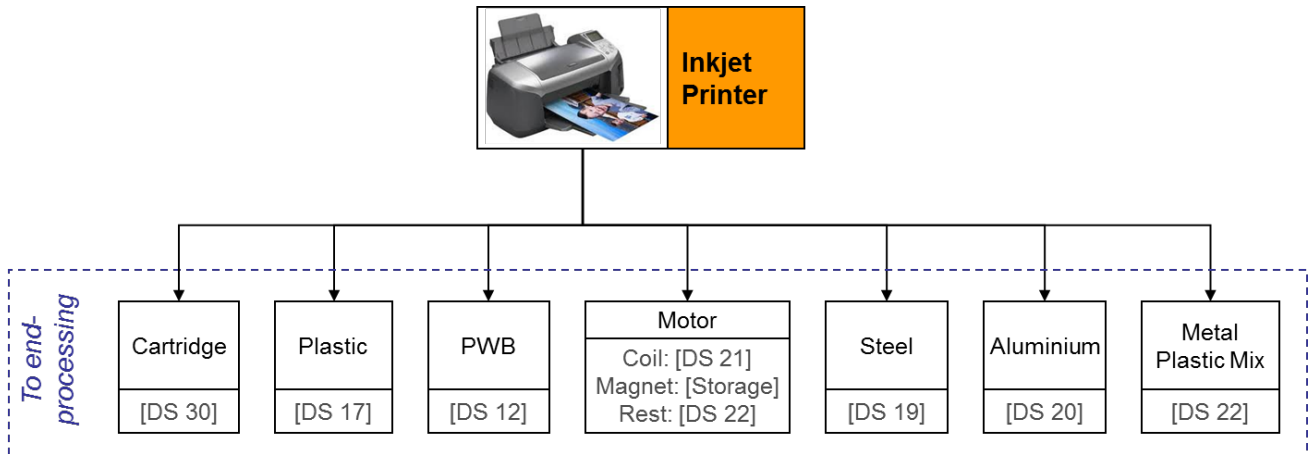 Inkjet
Printer
To end-
processing
Cartridge
[DS 30]
Plastic
[DS 17]
PWB
[DS 12]
Motor
Coil: [DS 21]
Magnet: [Storage]
Rest: [DS 22]
Steel
[DS 19]
Aluminium
[DS 20]
Metal
Plastic Mix
[DS 22]